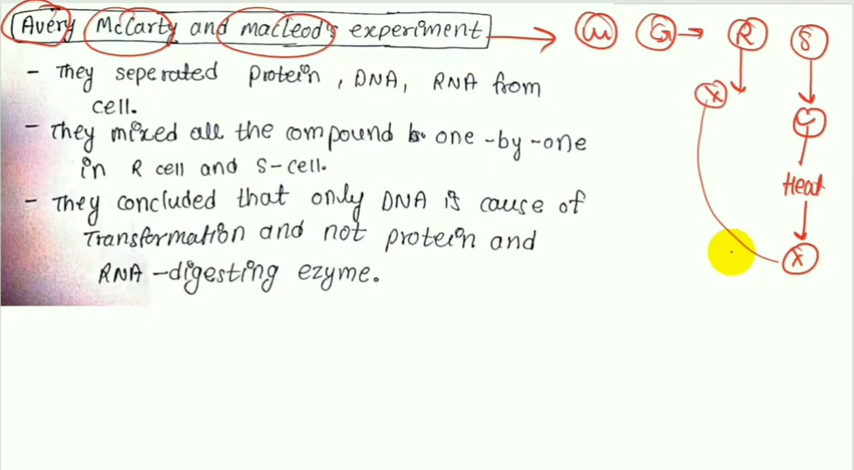 Avery McCarty and macleod's experiment
- They seperated protein, DNA, RNA from
cell.
- They mixed all the compound one-by-one
in R cell and S-cell.
- They concluded that only DNA is cause of
Transformation and not protein and
RNA-digesting ezyme.
G R S
X
Heat
X